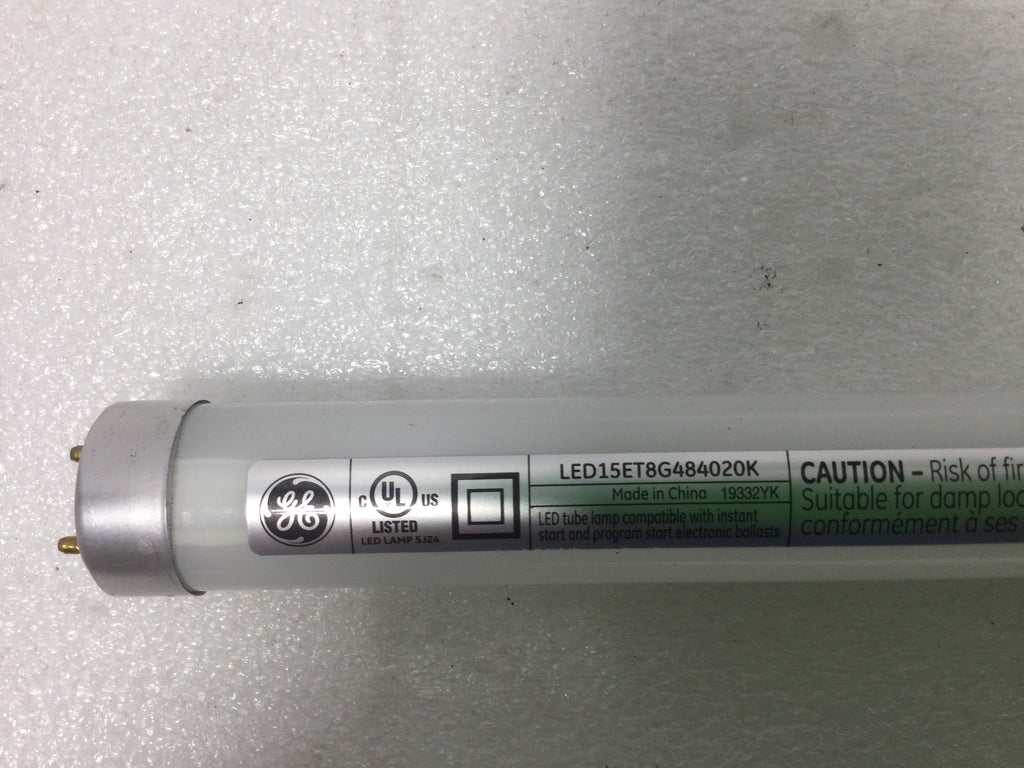 GE
C UL US
LISTED
LED LAMP 5JZ4
LED15ET8G484020K
Made in China 19332YK
LED tube lamp compatible with instant
start and program start electronic ballasts
CAUTION – Risk of
Suitable for damp
conformément à ses